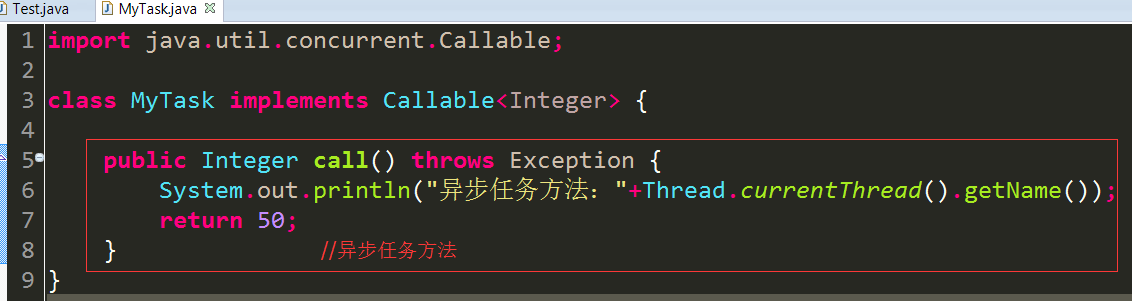 Test.java MyTask.java
1 import java.util.concurrent.Callable;
2
3 class MyTask implements Callable<Integer> {
4
5 public Integer call() throws Exception {
6 System.out.println("异步任务方法："+Thread.currentThread().getName());
7 return 50;
8 } //异步任务方法
9 }